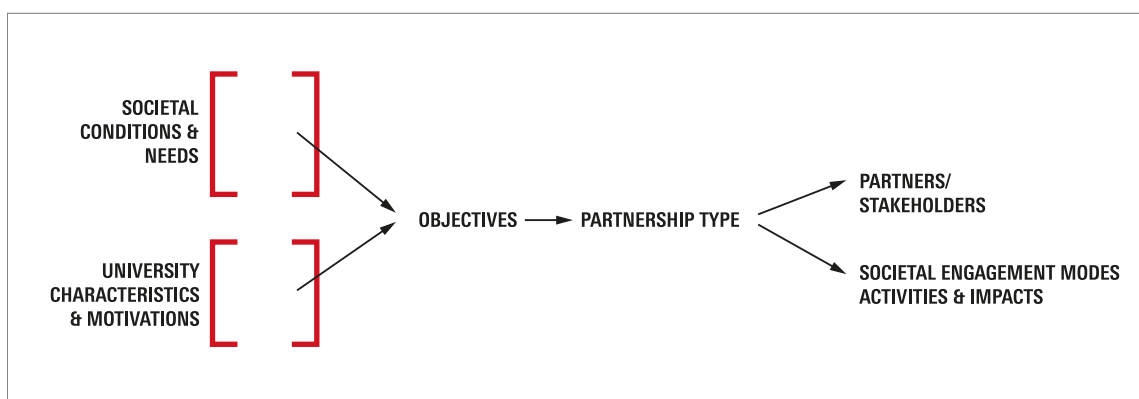 SOCIETAL
CONDITIONS &
NEEDS
UNIVERSITY
CHARACTERISTICS
& MOTIVATIONS
OBJECTIVES
PARTNERSHIP TYPE
PARTNERS/
STAKEHOLDERS
SOCIETAL ENGAGEMENT MODES
ACTIVITIES & IMPACTS